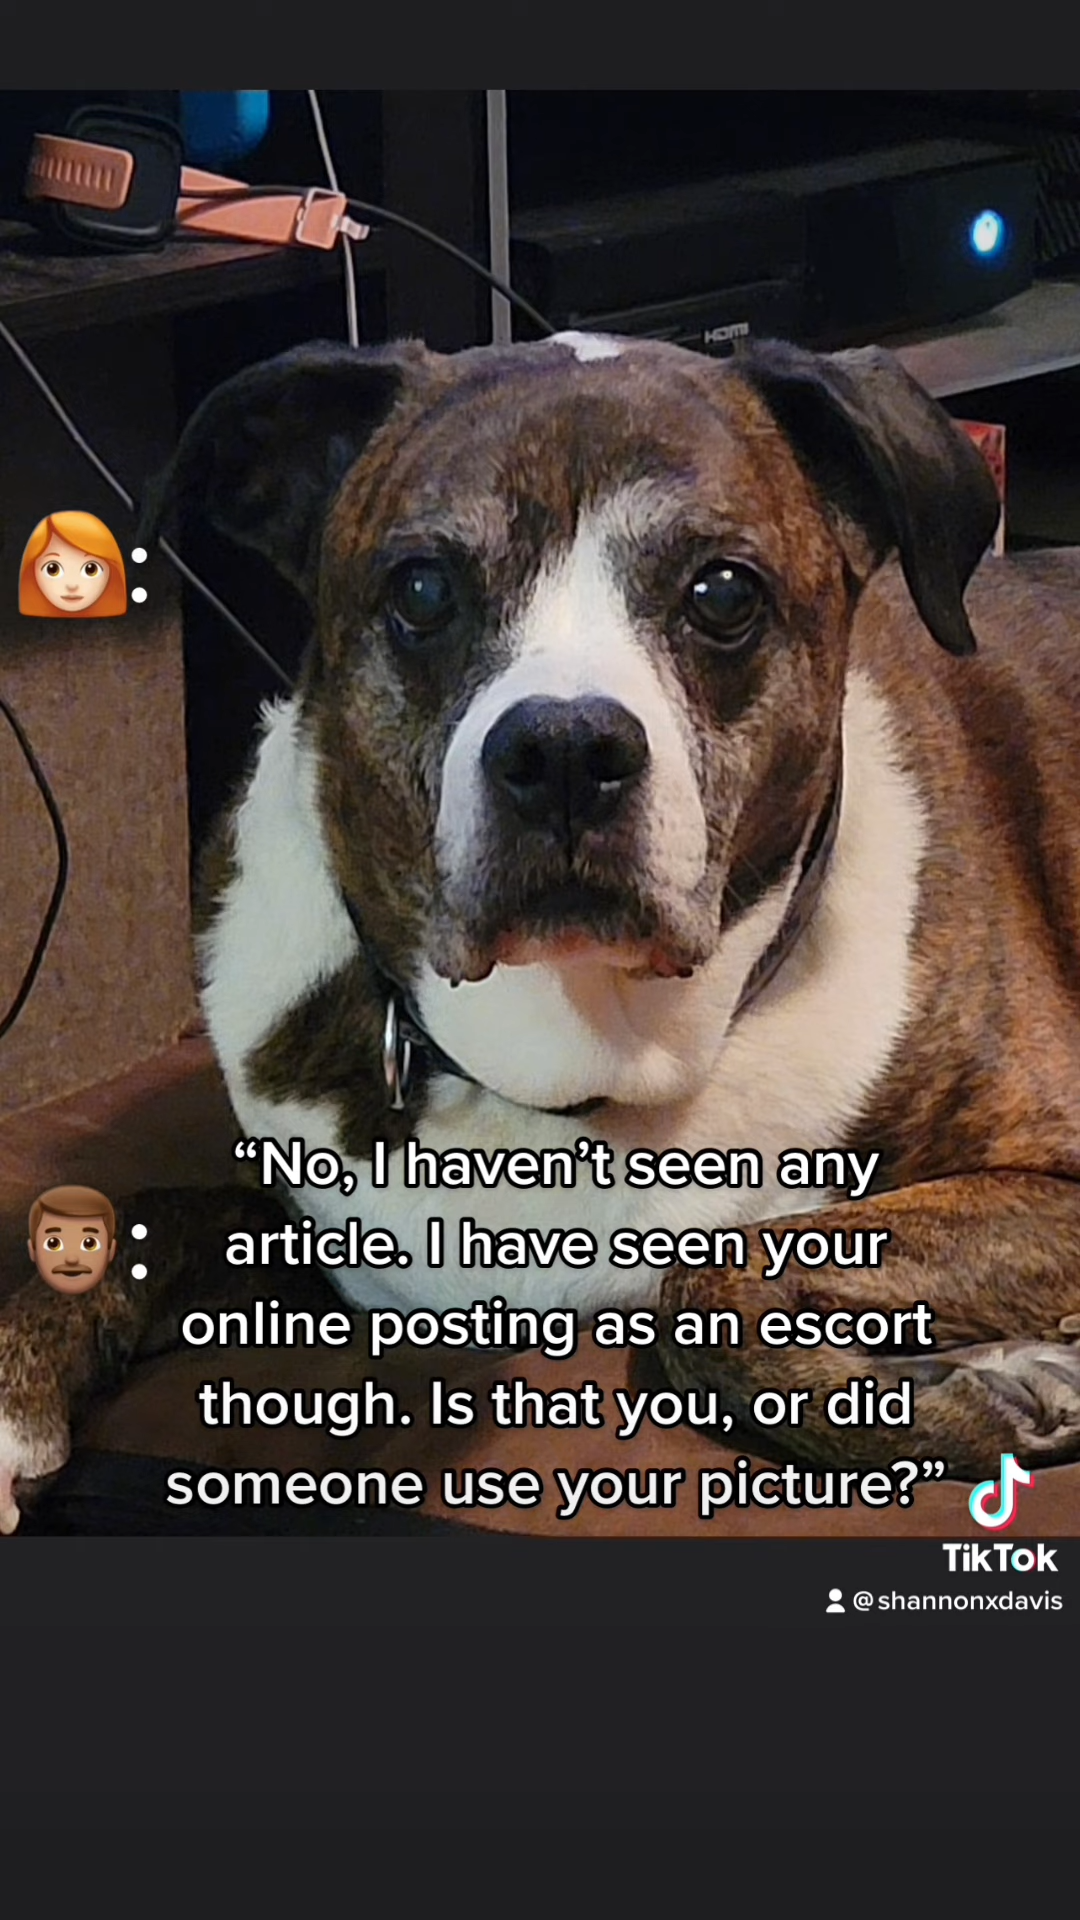 HDMI
:
“No, I haven’t seen any
: article. I have seen your
online posting as an escort
though. Is that you, or did
someone use your picture?”
TikTok
@shannonxdavis